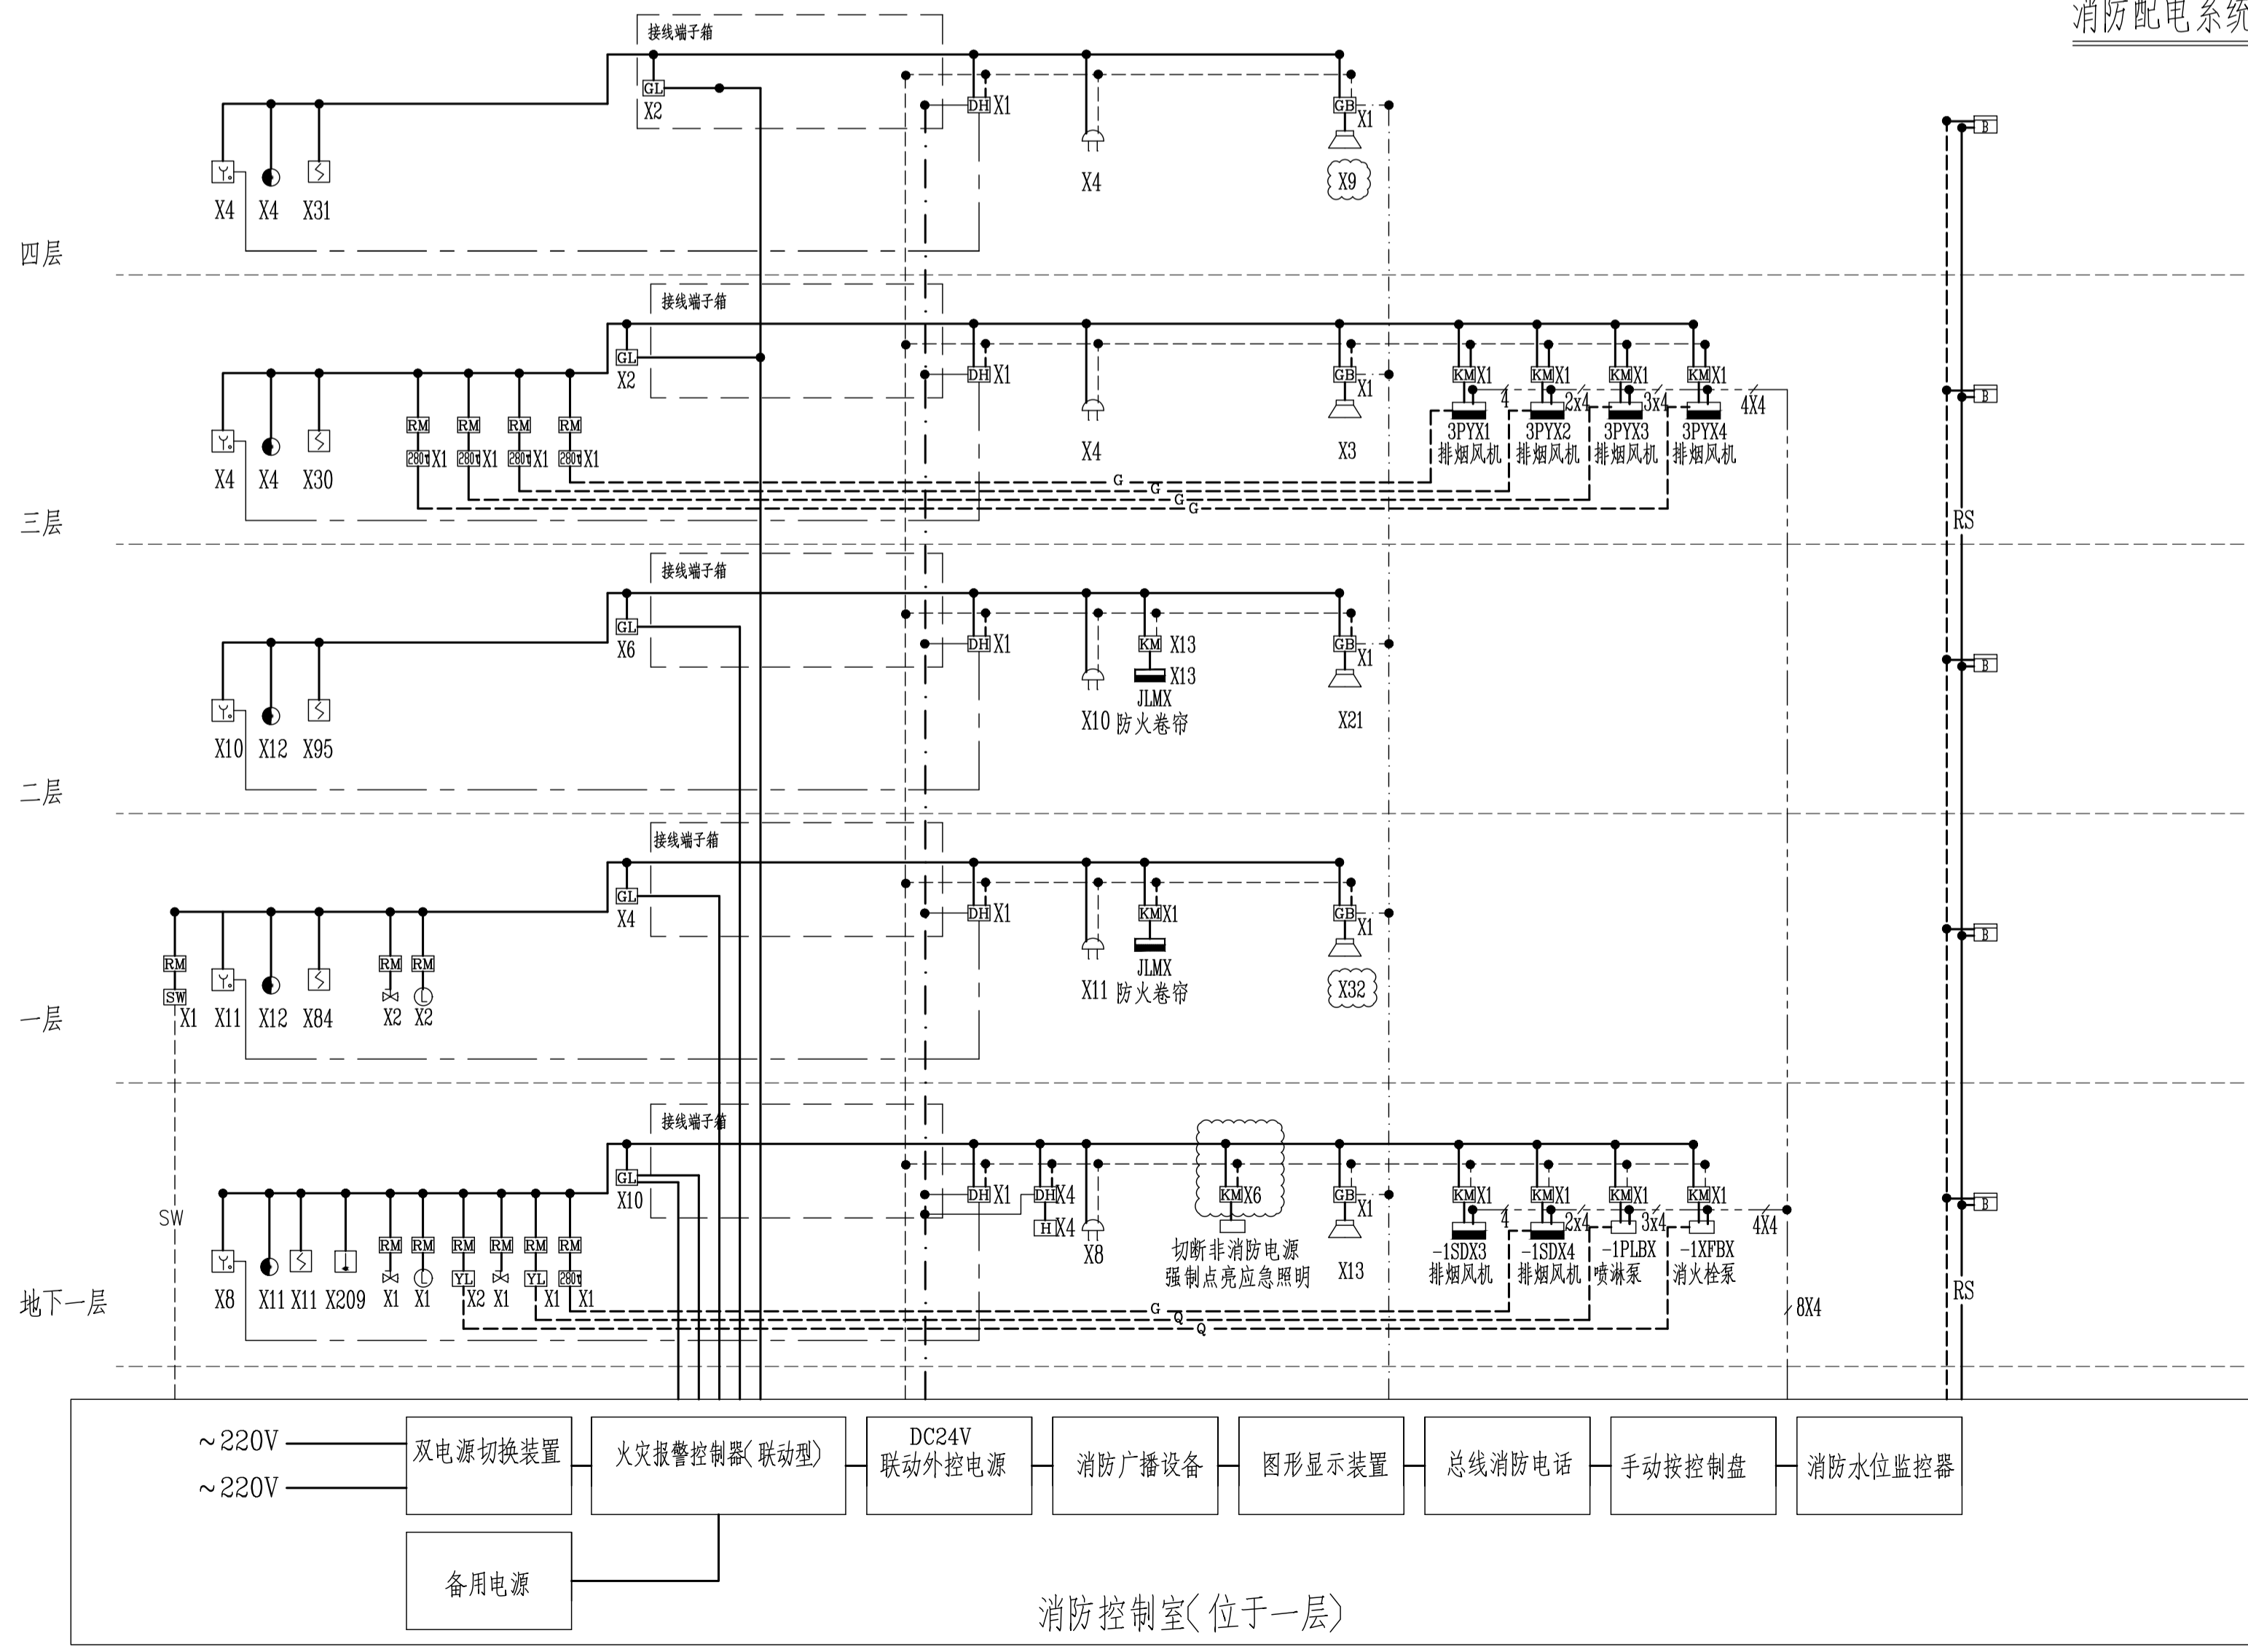 消防配电系统
接线端子箱
GL
X2
DH X1
GB
X1
B
X4 X4 X31
X4
X9
四层
接线端子箱
GL
X2
DH X1
GB
X1
KM X1 KM X1 KM X1 KM X1
4 2x4 3x4 4X4
B
RM RM RM RM
280℃ X1 280℃ X1 280℃ X1 280℃ X1
X4 X4 X30
X4
X3
3PYX1 3PYX2 3PYX3 3PYX4
排烟风机 排烟风机 排烟风机 排烟风机
G
G
G
G
三层
RS
接线端子箱
GL
X6
DH X1
KM X13
X13
JLMX
GB
X1
B
X10 X12 X95
X10 防火卷帘
X21
二层
接线端子箱
GL
X4
DH X1
KM X1
JLMX
GB
X1
B
RM RM RM
SW
X1 X11 X12 X84 X2 X2
X11 防火卷帘
X32
一层
接线端子箱
GL
X10
DH X1
DH X4
H X4
KM X6
GB
X1
KM X1 KM X1 KM X1 KM X1
4 2x4 3x4 4X4
B
SW
RM RM RM RM RM RM
YL YL 280℃
X8 X11 X11 X209 X1 X1 X2 X1 X1 X1
X8
切断非消防电源
强制点亮应急照明
X13
-1SDX3 -1SDX4 -1PLBX -1XFBX
排烟风机 排烟风机 喷淋泵 消火栓泵
G
Q
Q
8X4
地下一层
RS
~220V
~220V
双电源切换装置
火灾报警控制器(联动型)
DC24V
联动外控电源
消防广播设备
图形显示装置
总线消防电话
手动按控制盘
消防水位监控器
备用电源
消防控制室(位于一层)